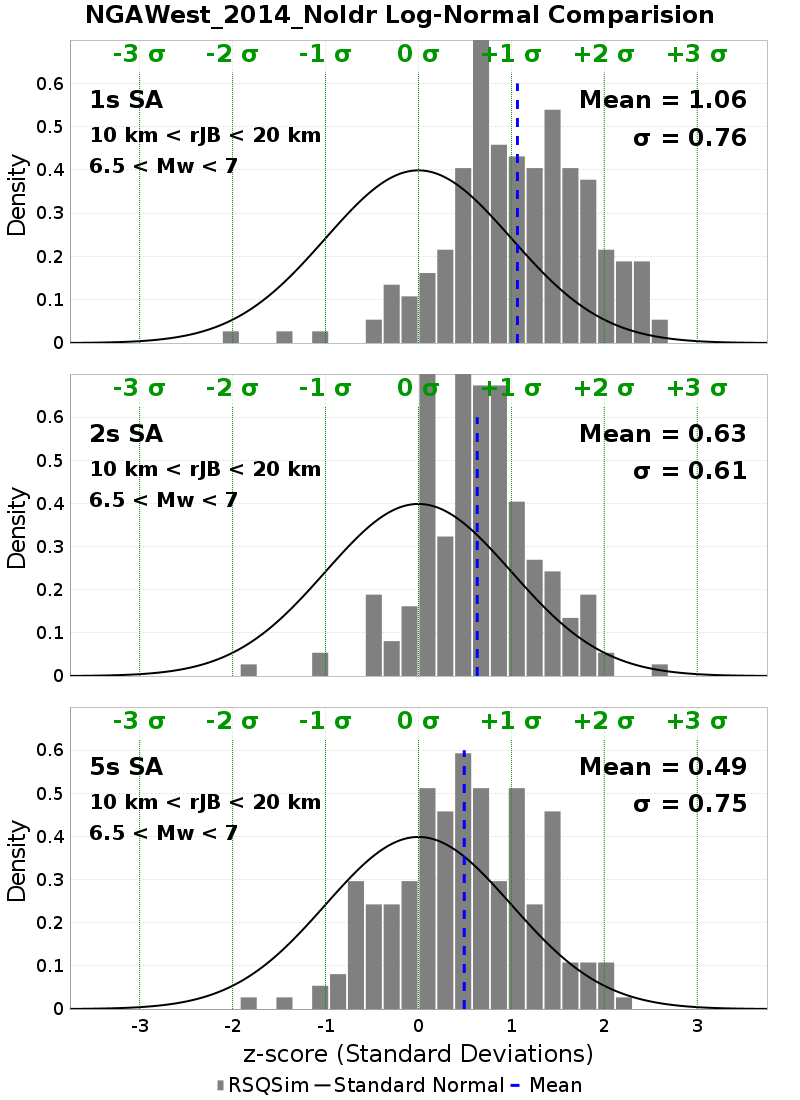 NGAWest_2014_NoIdr Log-Normal Comparision
-3 σ -2 σ -1 σ 0 σ +1 σ +2 σ +3 σ
0.6
1s SA Mean = 1.06
0.5
10 km < rJB < 20 km σ = 0.76
0.4
6.5 < Mw < 7
0.3
0.2
0.1
0
Density
-3 σ -2 σ -1 σ 0 σ +1 σ +2 σ +3 σ
0.6
2s SA Mean = 0.63
0.5
10 km < rJB < 20 km σ = 0.61
0.4
6.5 < Mw < 7
0.3
0.2
0.1
0
Density
-3 σ -2 σ -1 σ 0 σ +1 σ +2 σ +3 σ
0.6
5s SA Mean = 0.49
0.5
10 km < rJB < 20 km σ = 0.75
0.4
6.5 < Mw < 7
0.3
0.2
0.1
0
Density
-3 -2 -1 0 1 2 3
z-score (Standard Deviations)
RSQSim Standard Normal Mean